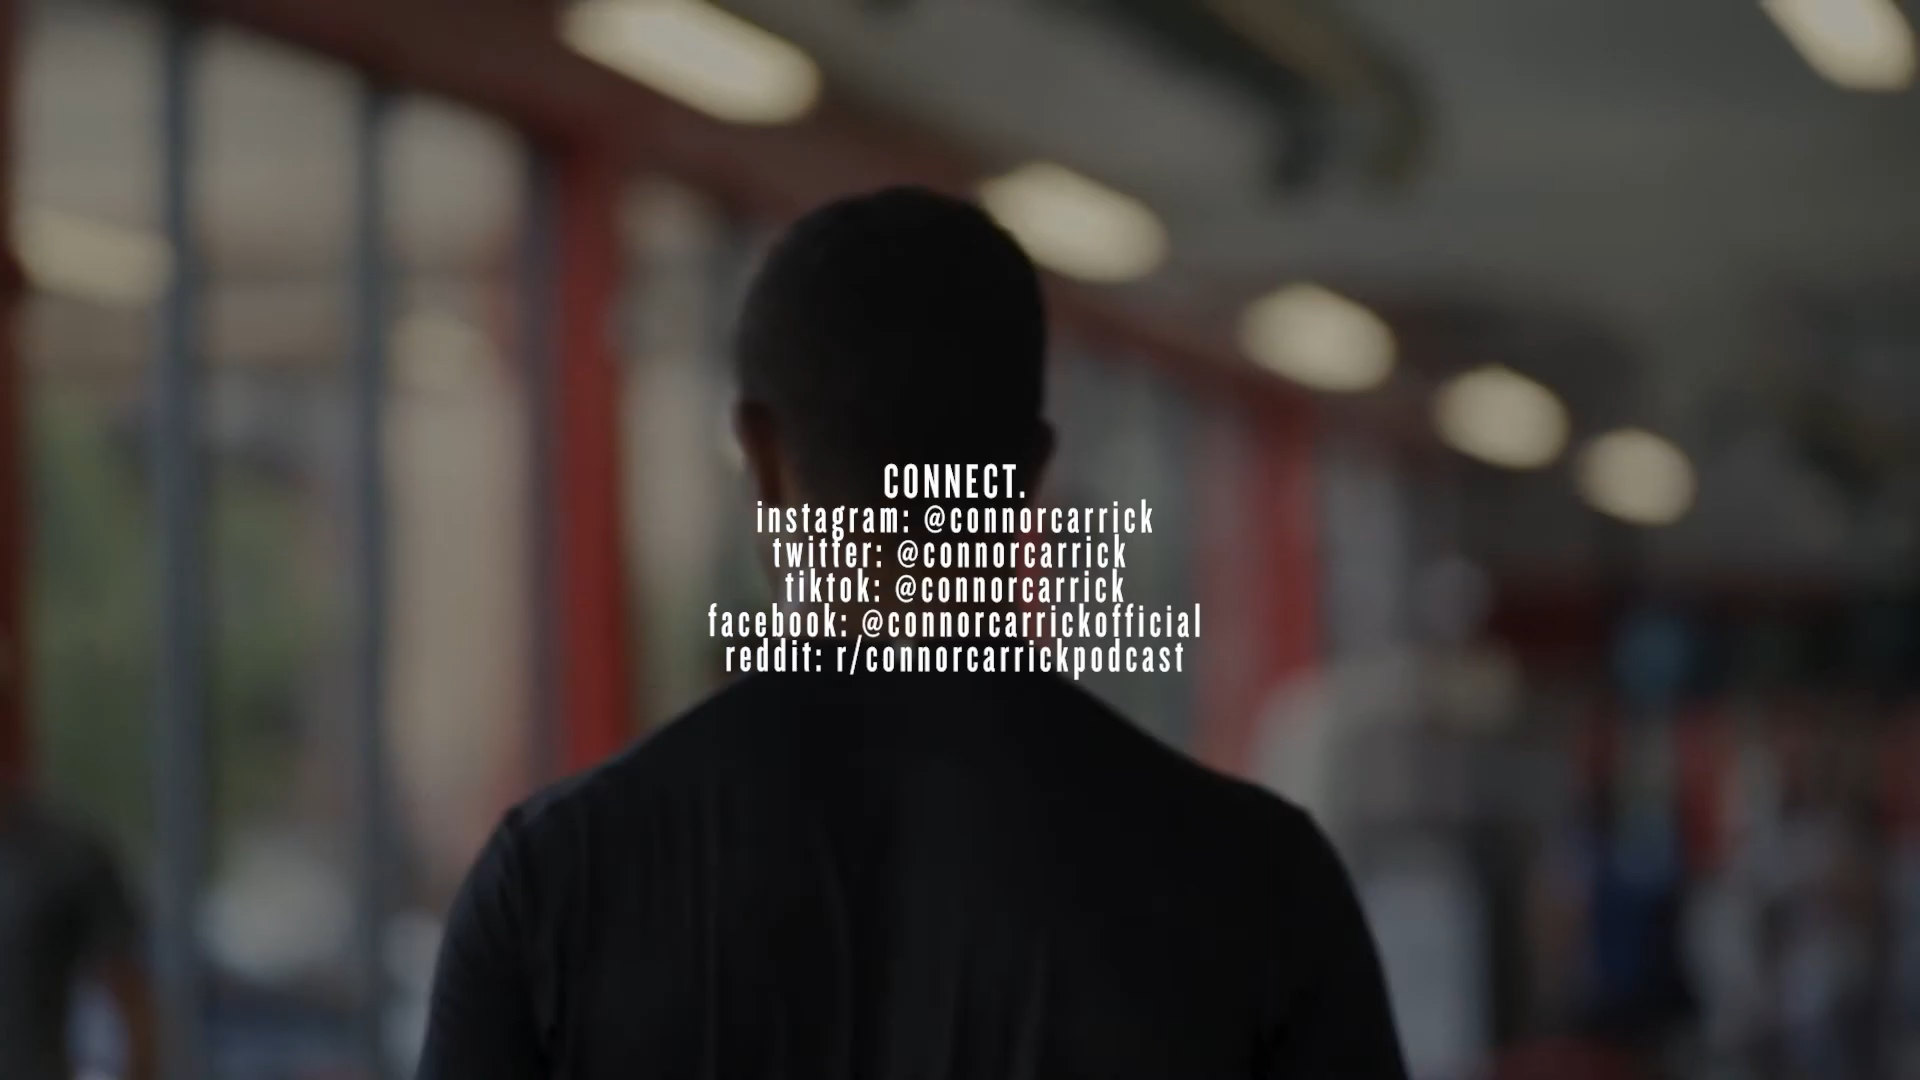 CONNECT.
instagram: @connorcarrick
twitter: @connorcarrick
tiktok: @connorcarrick
facebook: @connorcarrickofficial
reddit: r/connorcarrickpodcast